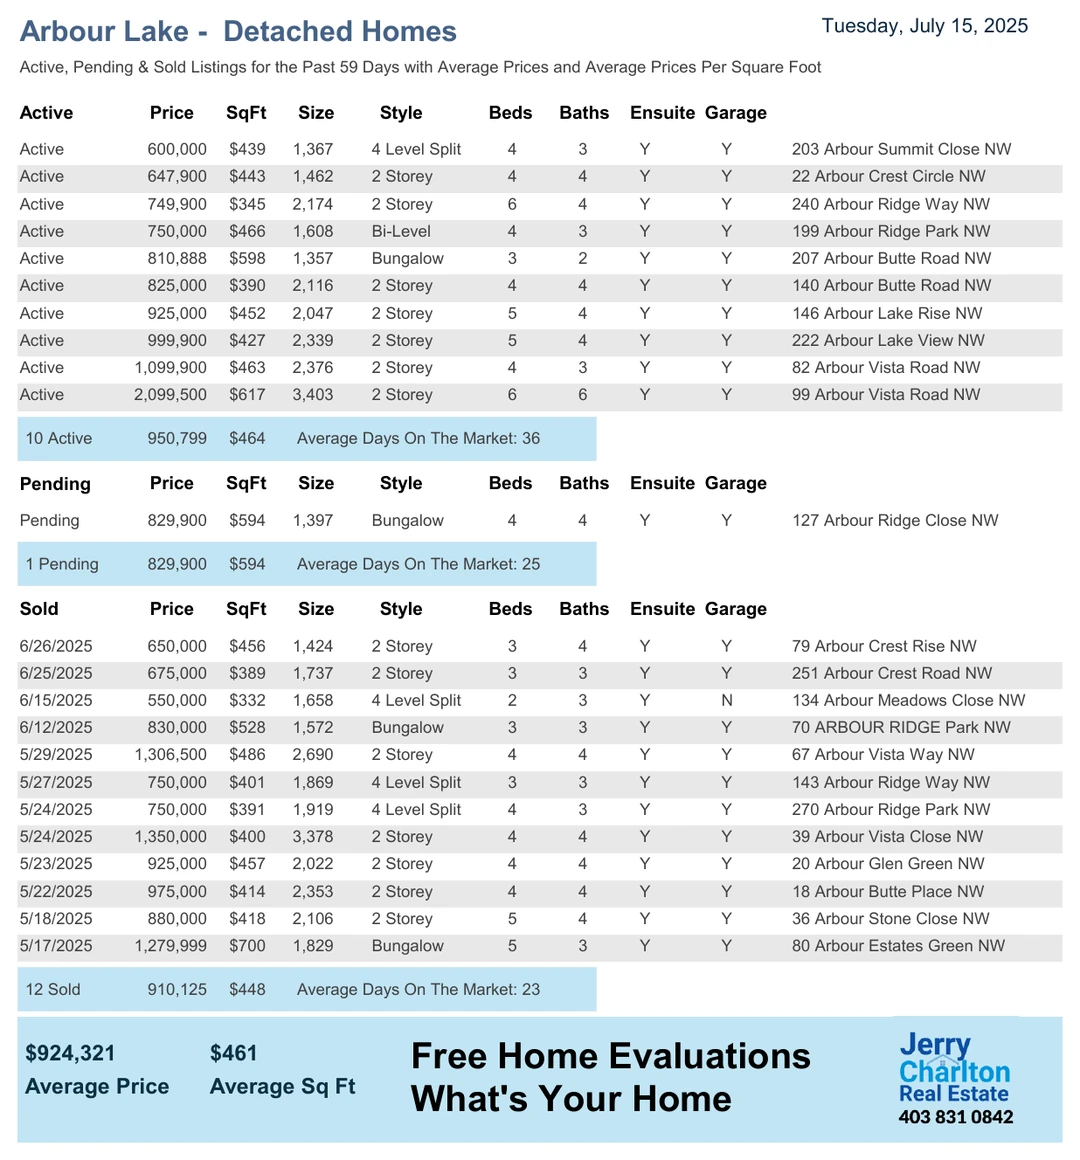 Arbour Lake - Detached Homes
Tuesday, July 15, 2025
Active, Pending & Sold Listings for the Past 59 Days with Average Prices and Average Prices Per Square Foot
Active Price SqFt Size Style Beds Baths Ensuite Garage
Active 600,000 $439 1,367 4 Level Split 4 3 Y Y 203 Arbour Summit Close NW
Active 647,900 $443 1,462 2 Storey 4 4 Y Y 22 Arbour Crest Circle NW
Active 749,900 $345 2,174 2 Storey 6 4 Y Y 240 Arbour Ridge Way NW
Active 750,000 $466 1,608 Bi-Level 4 3 Y Y 199 Arbour Ridge Park NW
Active 810,888 $598 1,357 Bungalow 3 2 Y Y 207 Arbour Butte Road NW
Active 825,000 $390 2,116 2 Storey 4 4 Y Y 140 Arbour Butte Road NW
Active 925,000 $452 2,047 2 Storey 5 4 Y Y 146 Arbour Lake Rise NW
Active 999,900 $427 2,339 2 Storey 5 4 Y Y 222 Arbour Lake View NW
Active 1,099,900 $463 2,376 2 Storey 4 3 Y Y 82 Arbour Vista Road NW
Active 2,099,500 $617 3,403 2 Storey 6 6 Y Y 99 Arbour Vista Road NW
10 Active 950,799 $464 Average Days On The Market: 36
Pending Price SqFt Size Style Beds Baths Ensuite Garage
Pending 829,900 $594 1,397 Bungalow 4 4 Y Y 127 Arbour Ridge Close NW
1 Pending 829,900 $594 Average Days On The Market: 25
Sold Price SqFt Size Style Beds Baths Ensuite Garage
6/26/2025 650,000 $456 1,424 2 Storey 3 4 Y Y 79 Arbour Crest Rise NW
6/25/2025 675,000 $389 1,737 2 Storey 3 3 Y Y 251 Arbour Crest Road NW
6/15/2025 550,000 $332 1,658 4 Level Split 2 3 Y N 134 Arbour Meadows Close NW
6/12/2025 830,000 $528 1,572 Bungalow 3 3 Y Y 70 ARBOUR RIDGE Park NW
5/29/2025 1,306,500 $486 2,690 2 Storey 4 4 Y Y 67 Arbour Vista Way NW
5/27/2025 750,000 $401 1,869 4 Level Split 3 3 Y Y 143 Arbour Ridge Way NW
5/24/2025 750,000 $391 1,919 4 Level Split 4 3 Y Y 270 Arbour Ridge Park NW
5/24/2025 1,350,000 $400 3,378 2 Storey 4 4 Y Y 39 Arbour Vista Close NW
5/23/2025 925,000 $457 2,022 2 Storey 4 4 Y Y 20 Arbour Glen Green NW
5/22/2025 975,000 $414 2,353 2 Storey 4 4 Y Y 18 Arbour Butte Place NW
5/18/2025 880,000 $418 2,106 2 Storey 5 4 Y Y 36 Arbour Stone Close NW
5/17/2025 1,279,999 $700 1,829 Bungalow 5 3 Y Y 80 Arbour Estates Green NW
12 Sold 910,125 $448 Average Days On The Market: 23
$924,321 $461
Average Price Average Sq Ft
Free Home Evaluations
What's Your Home
Jerry
Charlton
Real Estate
403 831 0842